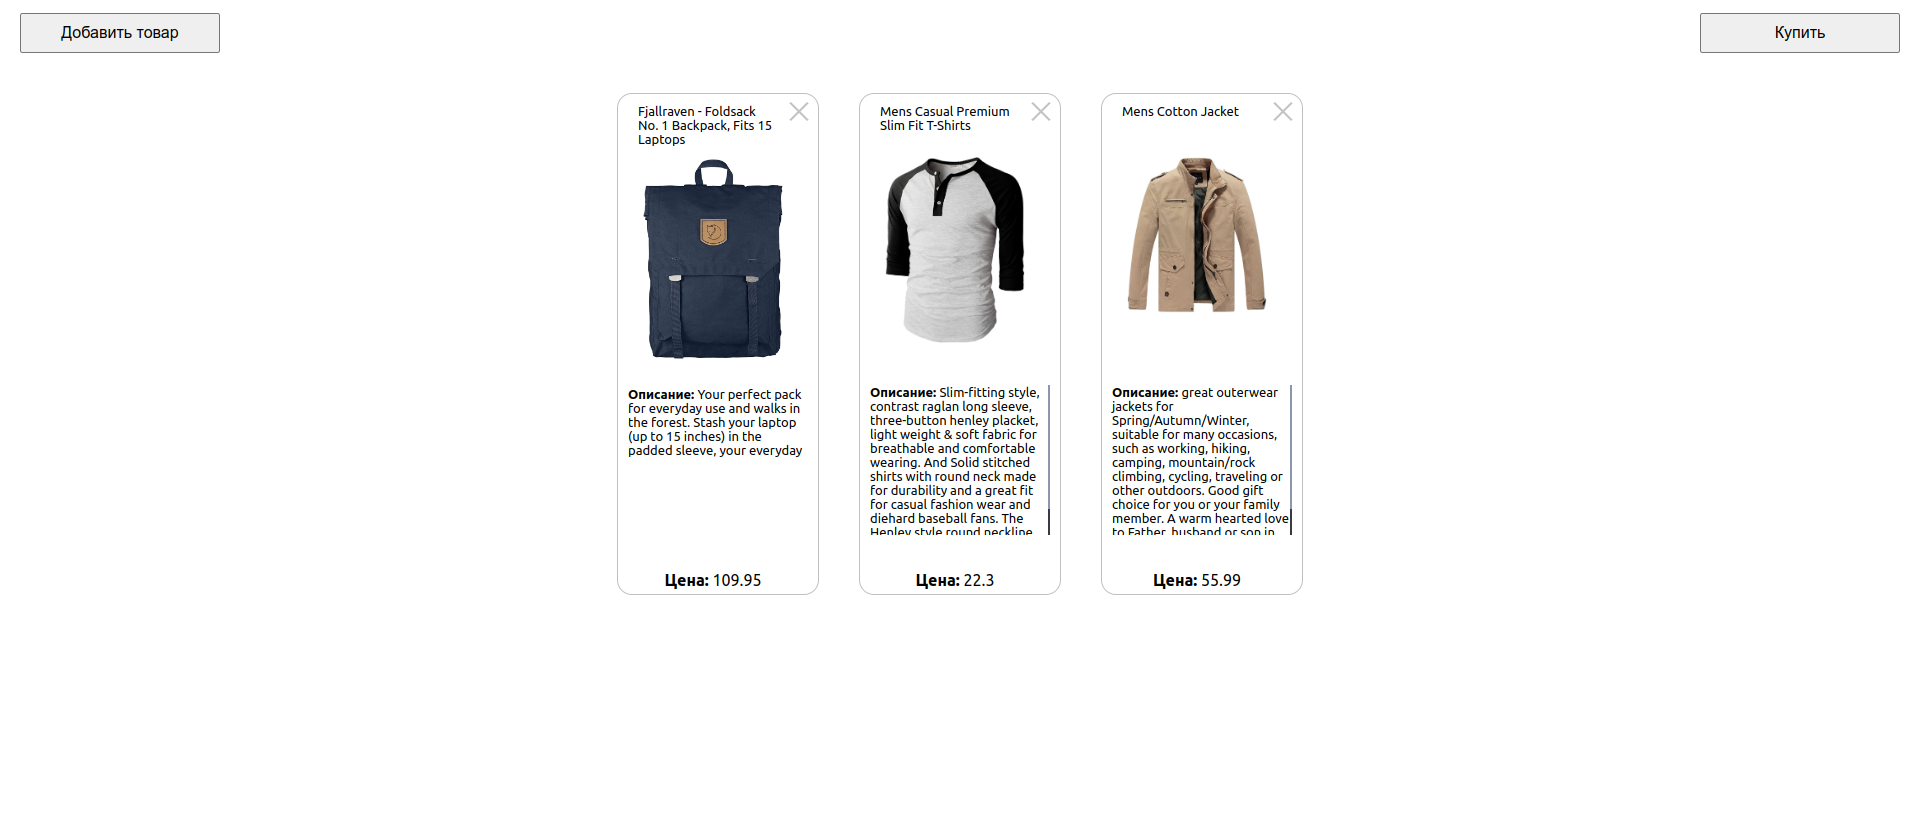 Добавить товар
Купить
Fjallraven - Foldsack
No. 1 Backpack, Fits 15
Laptops
Описание: Your perfect pack
for everyday use and walks in
the forest. Stash your laptop
(up to 15 inches) in the
padded sleeve, your everyday
Цена: 109.95
Mens Casual Premium
Slim Fit T-Shirts
Описание: Slim-fitting style,
contrast raglan long sleeve,
three-button henley placket,
light weight & soft fabric for
breathable and comfortable
wearing. And Solid stitched
shirts with round neck made
for durability and a great fit
for casual fashion wear and
diehard baseball fans. The
Henley style round neckline
Цена: 22.3
Mens Cotton Jacket
Описание: great outerwear
jackets for
Spring/Autumn/Winter,
suitable for many occasions,
such as working, hiking,
camping, mountain/rock
climbing, cycling, traveling or
other outdoors. Good gift
choice for you or your family
member. A warm hearted love
to Father, husband or son in
Цена: 55.99